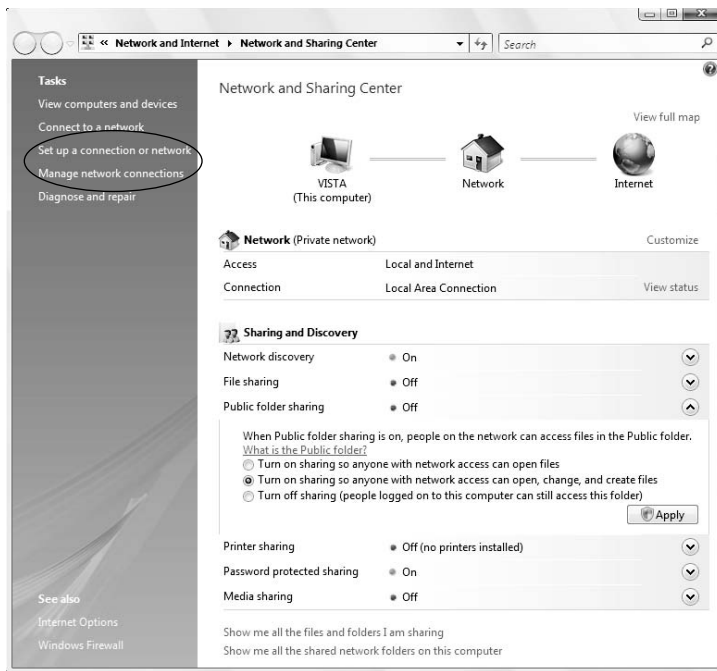 « Network and Internet ▸ Network and Sharing Center
Search
Tasks
View computers and devices
Connect to a network
Set up a connection or network
Manage network connections
Diagnose and repair
See also
Internet Options
Windows Firewall
Network and Sharing Center
View full map
VISTA
(This computer)
Network
Internet
Network (Private network)
Customize
Access Local and Internet
Connection Local Area Connection View status
Sharing and Discovery
Network discovery On
File sharing Off
Public folder sharing Off
When Public folder sharing is on, people on the network can access files in the Public folder.
What is the Public folder?
Turn on sharing so anyone with network access can open files
Turn on sharing so anyone with network access can open, change, and create files
Turn off sharing (people logged on to this computer can still access this folder)
Apply
Printer sharing Off (no printers installed)
Password protected sharing On
Media sharing Off
Show me all the files and folders I am sharing
Show me all the shared network folders on this computer